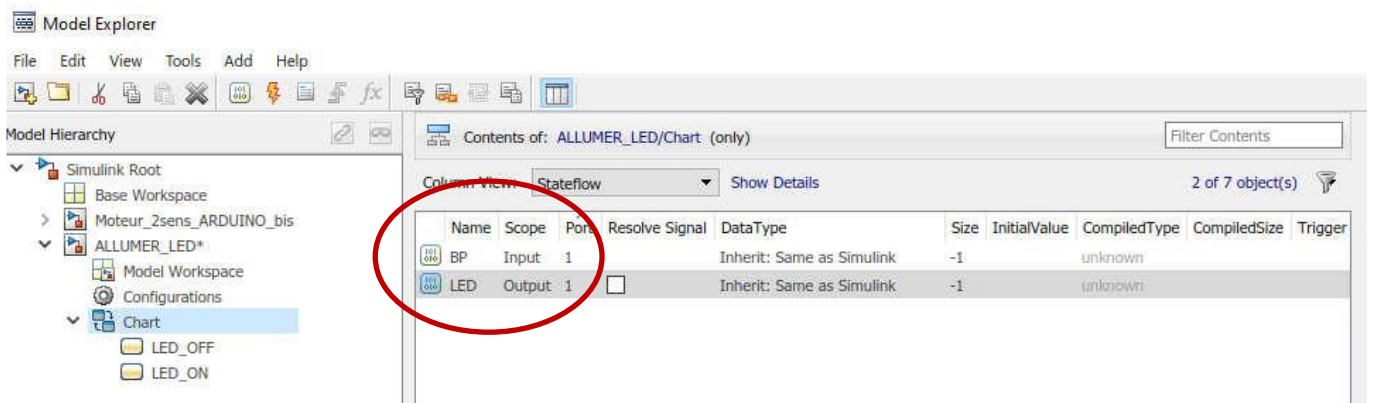 Model Explorer
File Edit View Tools Add Help
Model Hierarchy
Simulink Root
Base Workspace
Moteur_2sens_ARDUINO_bis
ALLUMER_LED*
Model Workspace
Configurations
Chart
LED_OFF
LED_ON
Contents of: ALLUMER_LED/Chart (only)
Filter Contents
Column View: Stateflow Show Details 2 of 7 object(s)
Name Scope Port Resolve Signal DataType Size InitialValue CompiledType CompiledSize Trigger
BP Input 1 Inherit: Same as Simulink -1 unknown
LED Output 1 Inherit: Same as Simulink -1 unknown